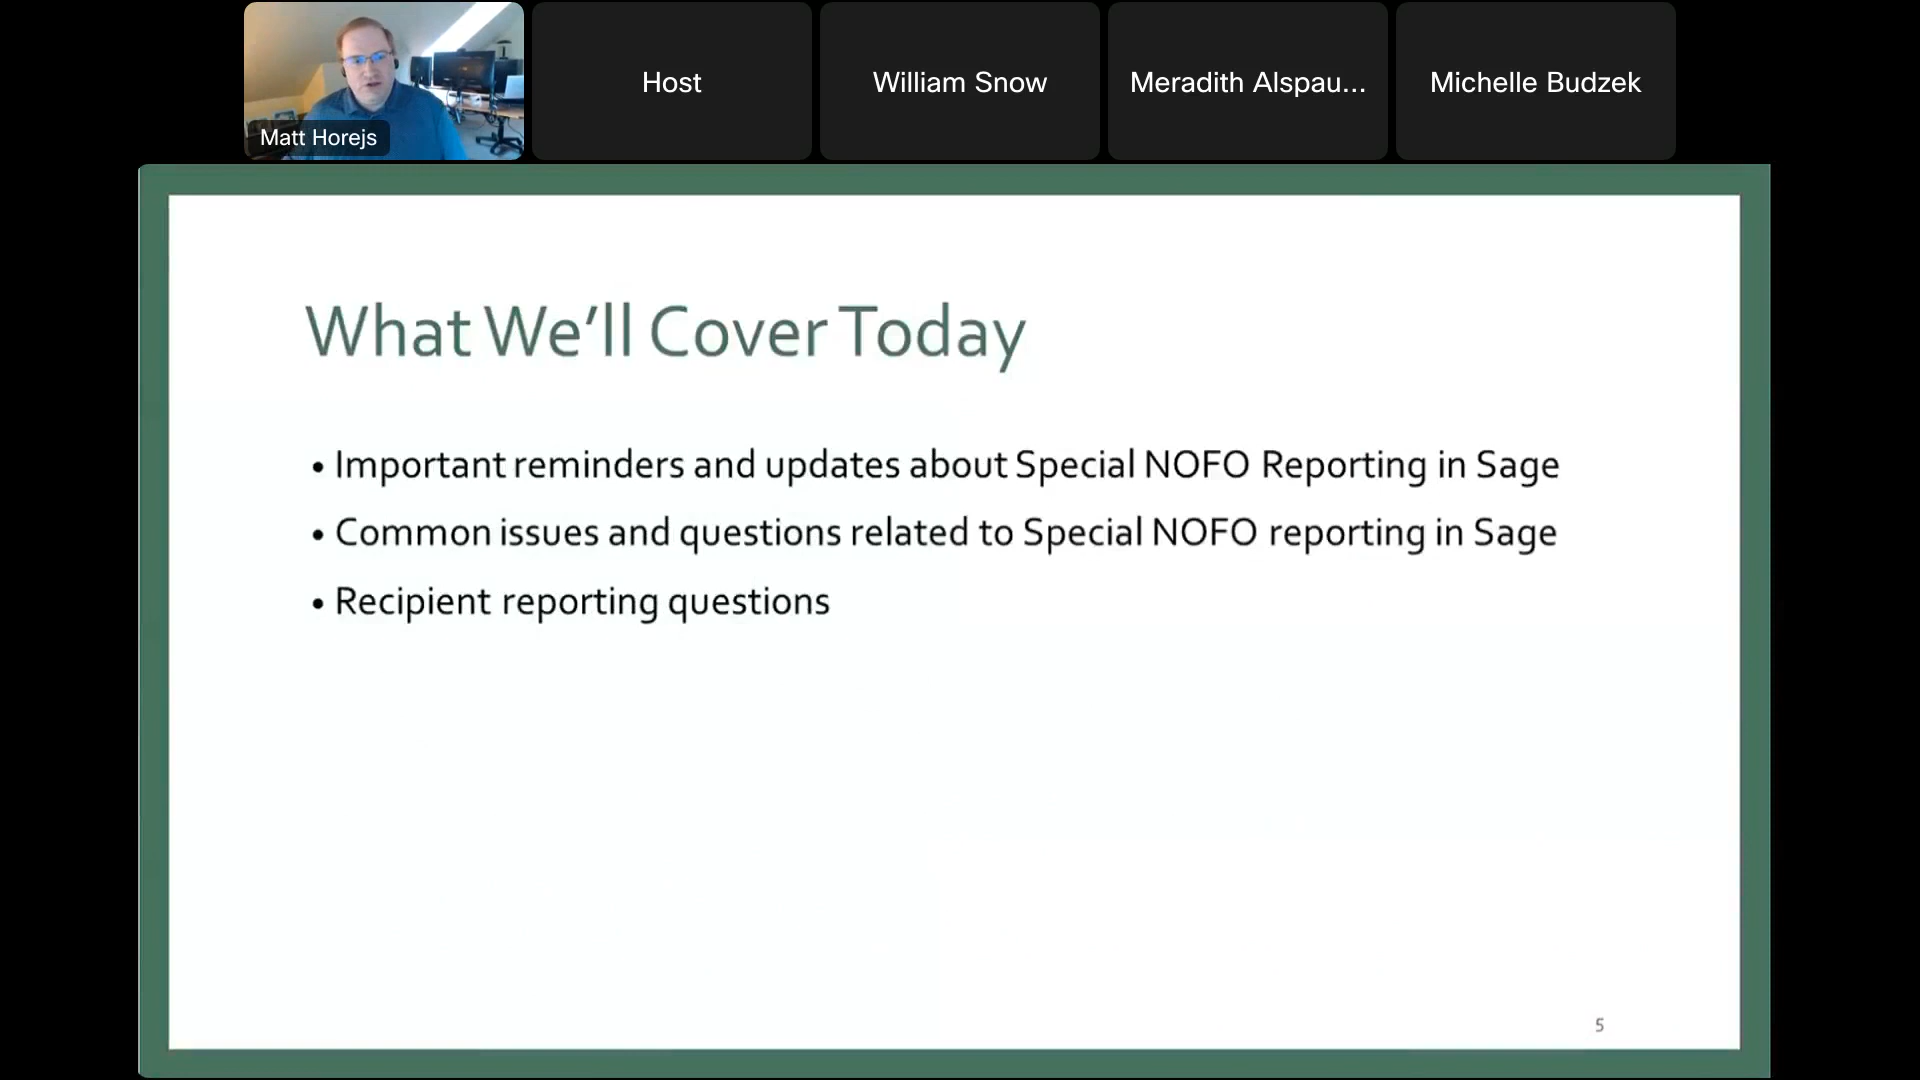 Matt Horejs
Host
William Snow
Meradith Alspau...
Michelle Budzek
What We’ll Cover Today
• Important reminders and updates about Special NOFO Reporting in Sage
• Common issues and questions related to Special NOFO reporting in Sage
• Recipient reporting questions
5